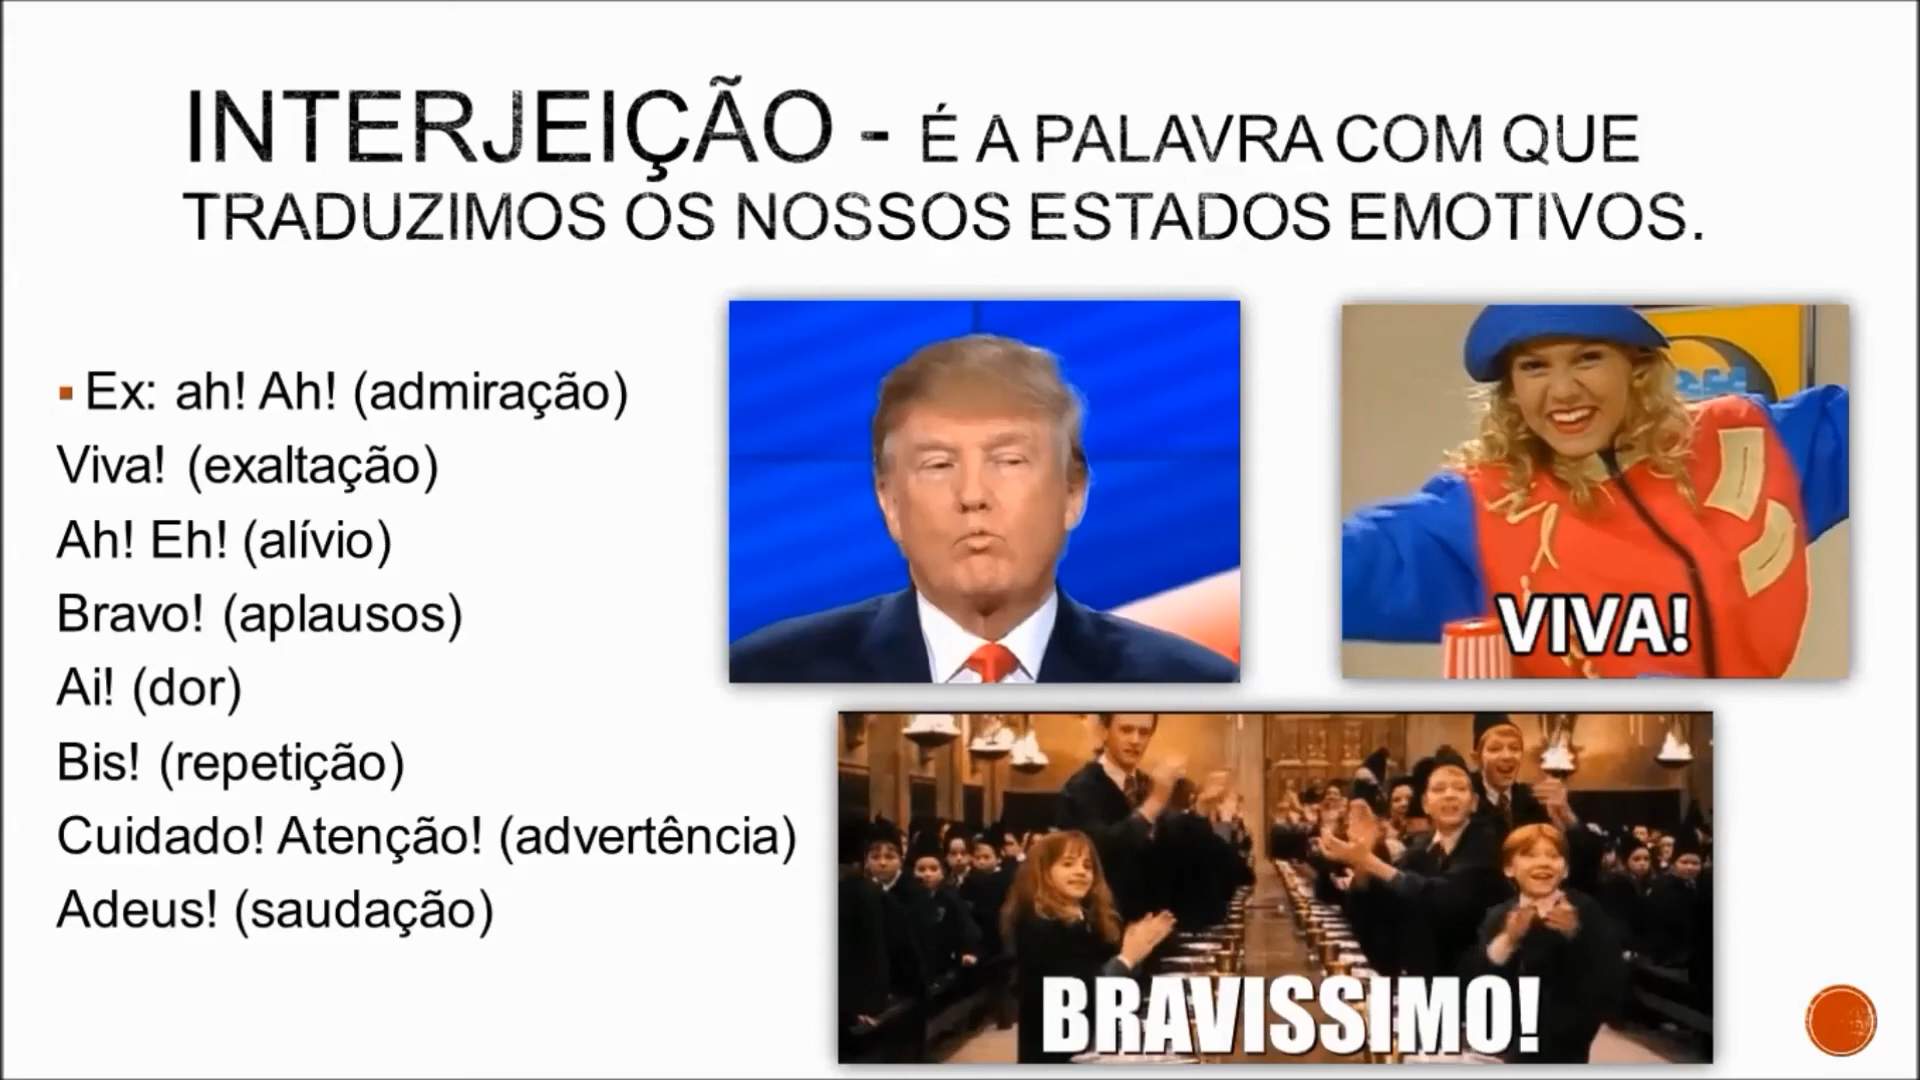 INTERJEIÇÃO - É A PALAVRA COM QUE
TRADUZIMOS OS NOSSOS ESTADOS EMOTIVOS.
Ex: ah! Ah! (admiração)
Viva! (exaltação)
Ah! Eh! (alívio)
Bravo! (aplausos)
Ai! (dor)
Bis! (repetição)
Cuidado! Atenção! (advertência)
Adeus! (saudação)
VIVA!
BRAVISSIMO!